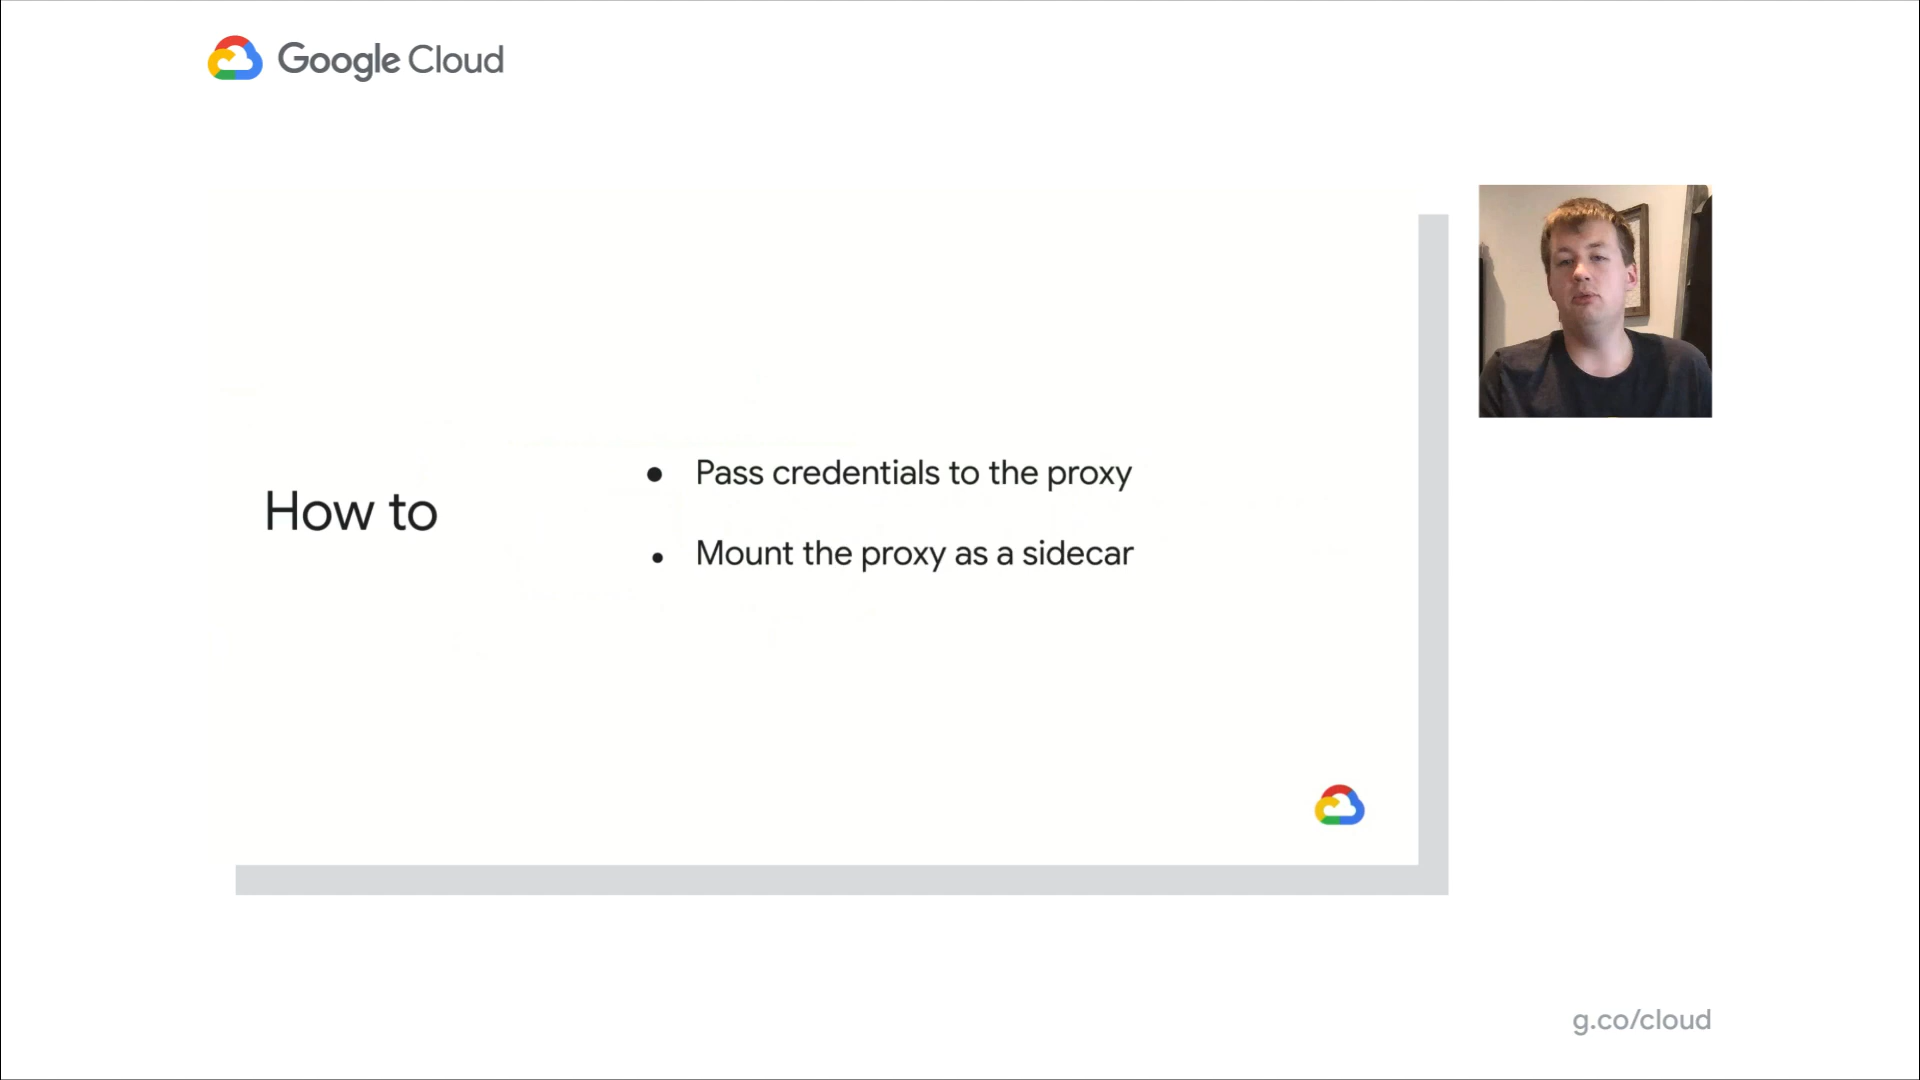 Google Cloud
How to
● Pass credentials to the proxy
● Mount the proxy as a sidecar
g.co/cloud